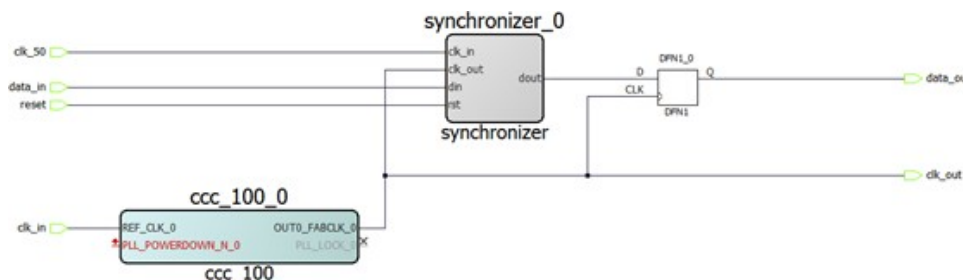 synchronizer_0
clk_50
clk_in
clk_out
data_in
din
dout
reset
rst
synchronizer
DFN1_0
D
Q
CLK
DFN1
data_ou
clk_out
ccc_100_0
clk_in
REF_CLK_0
OUT0_FABCLK_0
PLL_POWERDOWN_N_0
PLL_LOCK_0
ccc_100